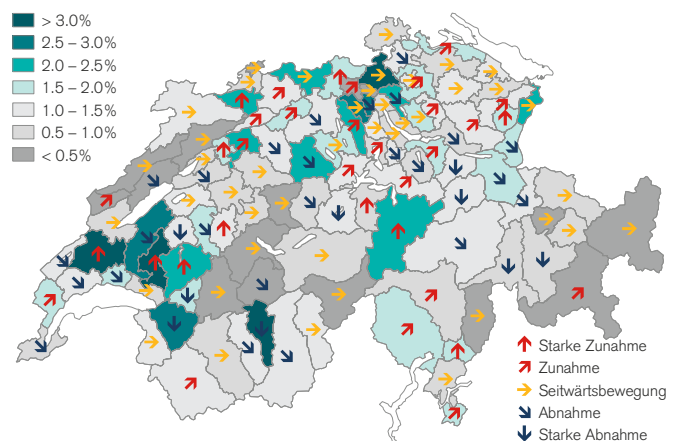 > 3.0%
2.5 – 3.0%
2.0 – 2.5%
1.5 – 2.0%
1.0 – 1.5%
0.5 – 1.0%
< 0.5%
Starke Zunahme
Zunahme
Seitwärtsbewegung
Abnahme
Starke Abnahme